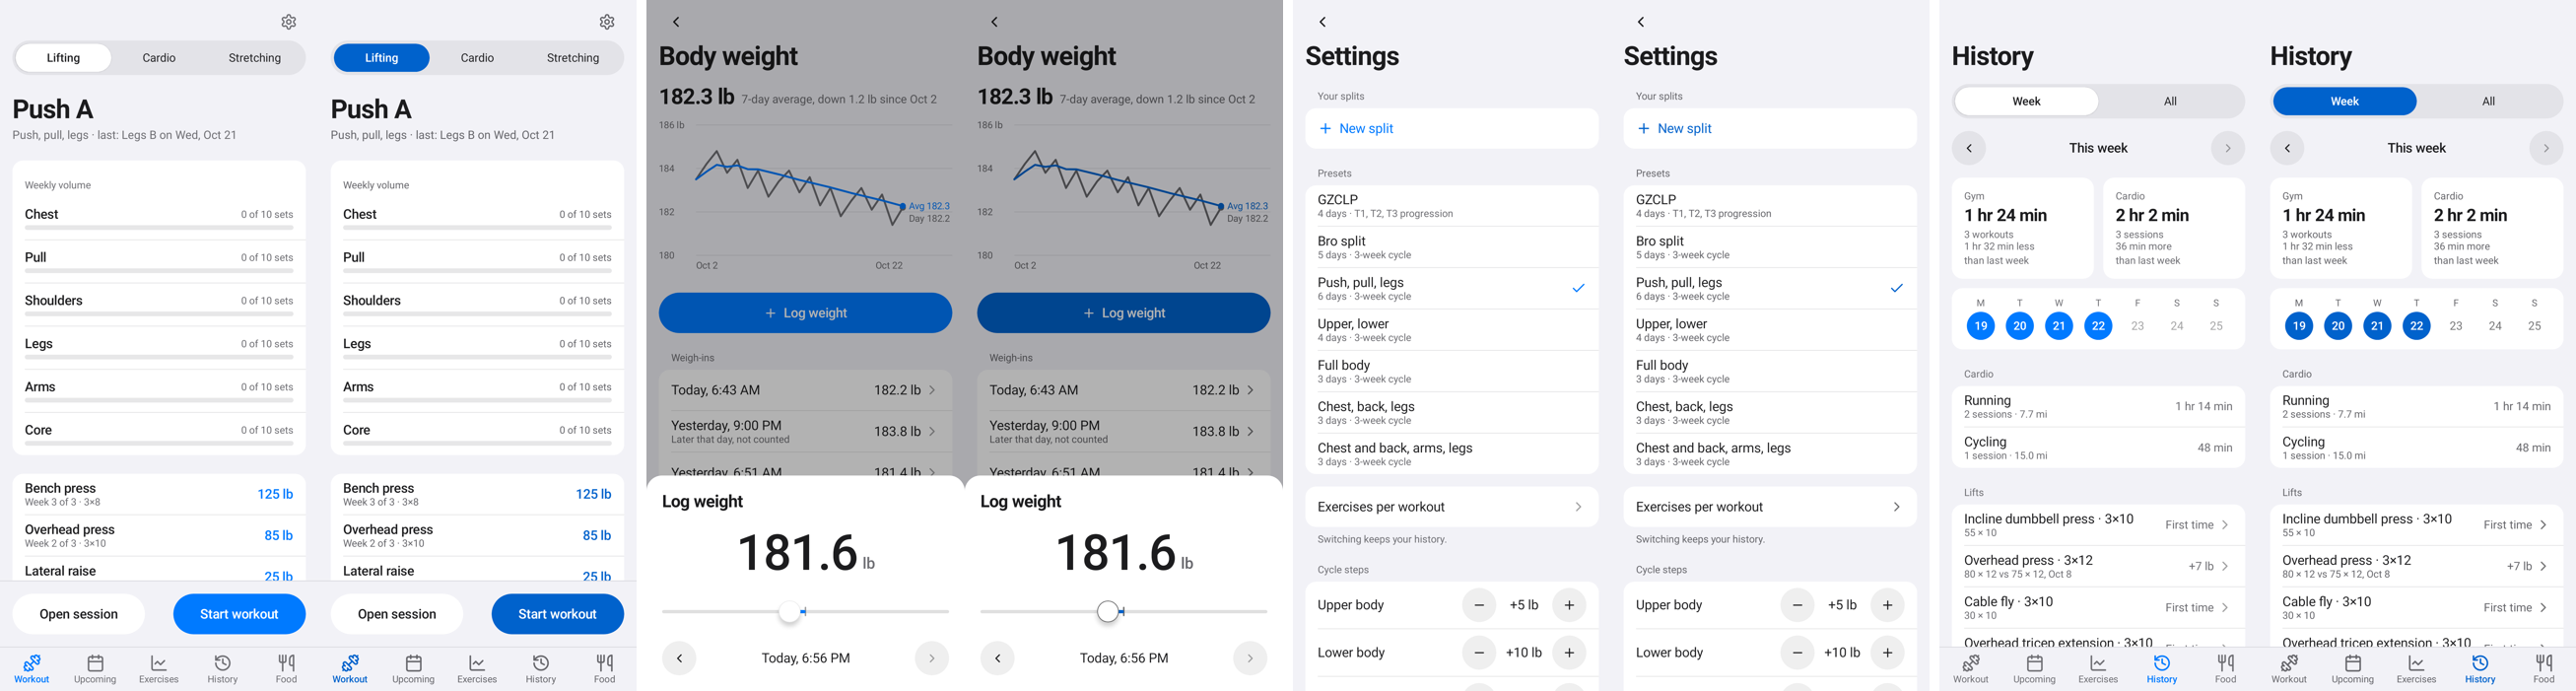 Lifting
Cardio
Stretching
Push A
Push, pull, legs · last: Legs B on Wed, Oct 21
Weekly volume
Chest 0 of 10 sets
Pull 0 of 10 sets
Shoulders 0 of 10 sets
Legs 0 of 10 sets
Arms 0 of 10 sets
Core 0 of 10 sets
Bench press 125 lb
Week 3 of 3 · 3×8
Overhead press 85 lb
Week 2 of 3 · 3×10
Lateral raise 25 lb
Open session
Start workout
Workout
Upcoming
Exercises
History
Food
Lifting
Cardio
Stretching
Push A
Push, pull, legs · last: Legs B on Wed, Oct 21
Weekly volume
Chest 0 of 10 sets
Pull 0 of 10 sets
Shoulders 0 of 10 sets
Legs 0 of 10 sets
Arms 0 of 10 sets
Core 0 of 10 sets
Bench press 125 lb
Week 3 of 3 · 3×8
Overhead press 85 lb
Week 2 of 3 · 3×10
Lateral raise 25 lb
Open session
Start workout
Workout
Upcoming
Exercises
History
Food
Body weight
182.3 lb 7-day average, down 1.2 lb since Oct 2
186 lb
184
182
180
Avg 182.3
Day 182.2
Oct 2
Oct 22
+ Log weight
Weigh-ins
Today, 6:43 AM 182.2 lb
Yesterday, 9:00 PM 183.8 lb
Later that day, not counted
Yesterday, 6:51 AM 181.4 lb
Log weight
181.6 lb
Today, 6:56 PM
Body weight
182.3 lb 7-day average, down 1.2 lb since Oct 2
186 lb
184
182
180
Avg 182.3
Day 182.2
Oct 2
Oct 22
+ Log weight
Weigh-ins
Today, 6:43 AM 182.2 lb
Yesterday, 9:00 PM 183.8 lb
Later that day, not counted
Yesterday, 6:51 AM 181.4 lb
Log weight
181.6 lb
Today, 6:56 PM
Settings
Your splits
+ New split
Presets
GZCLP
4 days · T1, T2, T3 progression
Bro split
5 days · 3-week cycle
Push, pull, legs
6 days · 3-week cycle
Upper, lower
4 days · 3-week cycle
Full body
3 days · 3-week cycle
Chest, back, legs
3 days · 3-week cycle
Chest and back, arms, legs
3 days · 3-week cycle
Exercises per workout
Switching keeps your history.
Cycle steps
Upper body − +5 lb +
Lower body − +10 lb +
Settings
Your splits
+ New split
Presets
GZCLP
4 days · T1, T2, T3 progression
Bro split
5 days · 3-week cycle
Push, pull, legs
6 days · 3-week cycle
Upper, lower
4 days · 3-week cycle
Full body
3 days · 3-week cycle
Chest, back, legs
3 days · 3-week cycle
Chest and back, arms, legs
3 days · 3-week cycle
Exercises per workout
Switching keeps your history.
Cycle steps
Upper body − +5 lb +
Lower body − +10 lb +
History
Week
All
This week
Gym
1 hr 24 min
3 workouts
1 hr 32 min less
than last week
Cardio
2 hr 2 min
3 sessions
36 min more
than last week
M T W T F S S
19 20 21 22 23 24 25
Cardio
Running 1 hr 14 min
2 sessions · 7.7 mi
Cycling 48 min
1 session · 15.0 mi
Lifts
Incline dumbbell press · 3×10 First time
55 × 10
Overhead press · 3×12 +7 lb
80 × 12 vs 75 × 12, Oct 8
Cable fly · 3×10 First time
30 × 10
Overhead tricep extension · 3×10 First time
Workout
Upcoming
Exercises
History
Food
History
Week
All
This week
Gym
1 hr 24 min
3 workouts
1 hr 32 min less
than last week
Cardio
2 hr 2 min
3 sessions
36 min more
than last week
M T W T F S S
19 20 21 22 23 24 25
Cardio
Running 1 hr 14 min
2 sessions · 7.7 mi
Cycling 48 min
1 session · 15.0 mi
Lifts
Incline dumbbell press · 3×10 First time
55 × 10
Overhead press · 3×12 +7 lb
80 × 12 vs 75 × 12, Oct 8
Cable fly · 3×10 First time
30 × 10
Overhead tricep extension · 3×10 First time
Workout
Upcoming
Exercises
History
Food